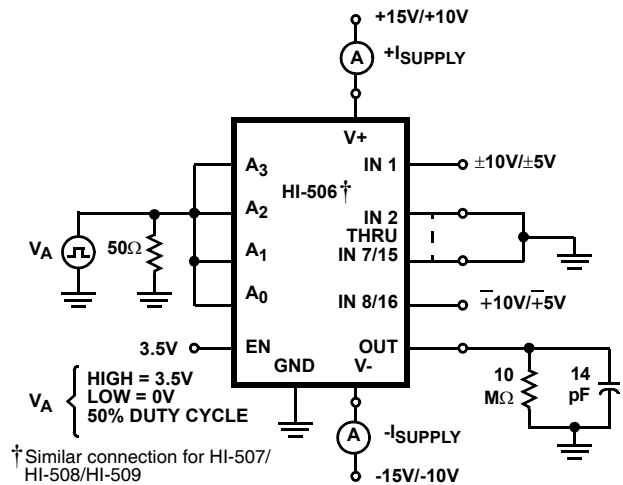 +15V/+10V
A
+ISUPPLY
V+
A3
IN 1
±10V/±5V
HI-506†
A2
IN 2
THRU
VA
50Ω
A1
IN 7/15
A0
IN 8/16
∓10V/∓5V
3.5V
EN
OUT
GND
V-
VA
HIGH = 3.5V
LOW = 0V
50% DUTY CYCLE
10
MΩ
14
pF
A
-ISUPPLY
†Similar connection for HI-507/
HI-508/HI-509
-15V/-10V